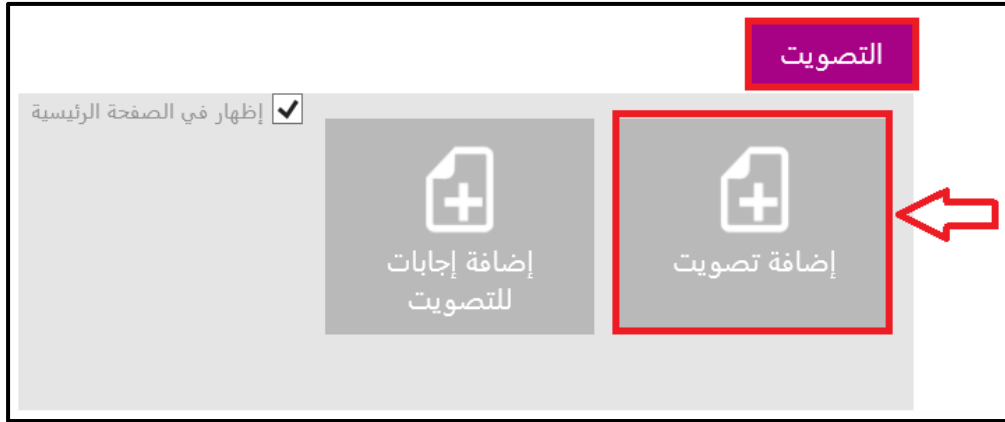 التصويت
إضافة تصويت
إضافة إجابات
للتصويت
إظهار في الصفحة الرئيسية